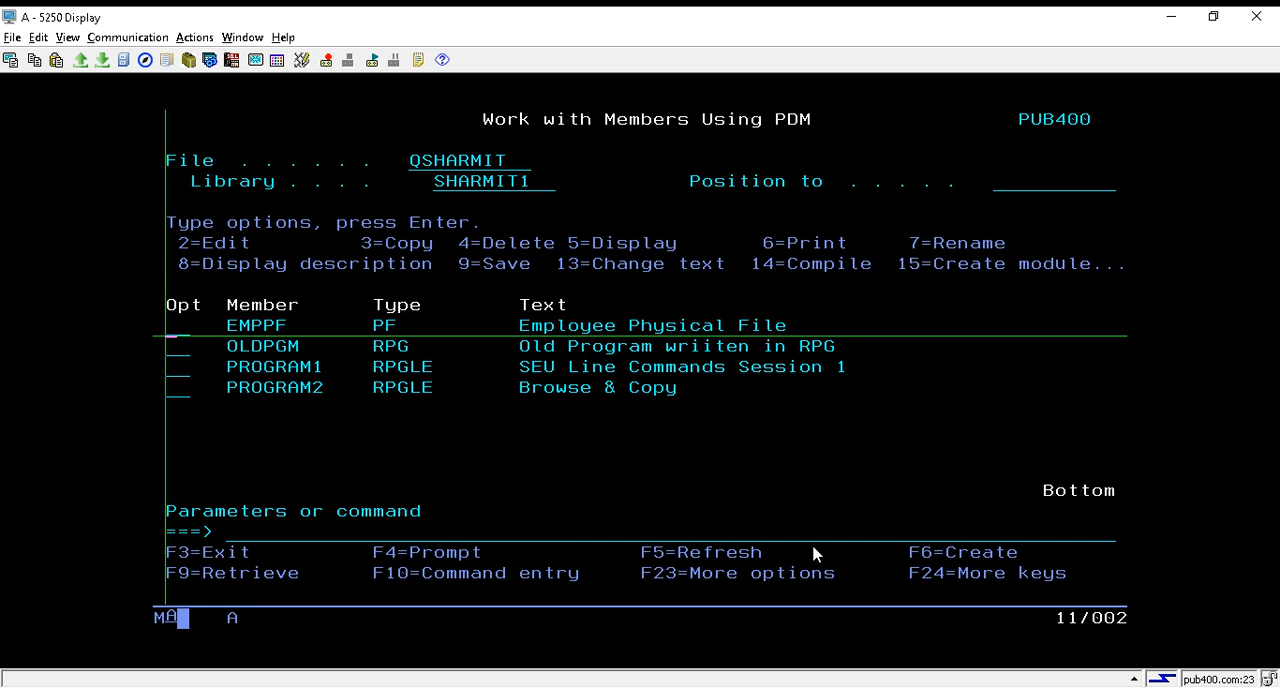 A - 5250 Display
File Edit View Communication Actions Window Help
Work with Members Using PDM PUB400
File . . . . . . QSHARMIT
Library . . . . SHARMIT1 Position to . . . . .
Type options, press Enter.
2=Edit 3=Copy 4=Delete 5=Display 6=Print 7=Rename
8=Display description 9=Save 13=Change text 14=Compile 15=Create module...
Opt Member Type Text
EMPPF PF Employee Physical File
OLDPGM RPG Old Program wriiten in RPG
PROGRAM1 RPGLE SEU Line Commands Session 1
PROGRAM2 RPGLE Browse & Copy
Bottom
Parameters or command
===>
F3=Exit F4=Prompt F5=Refresh F6=Create
F9=Retrieve F10=Command entry F23=More options F24=More keys
MA A 11/002
pub400.com:23